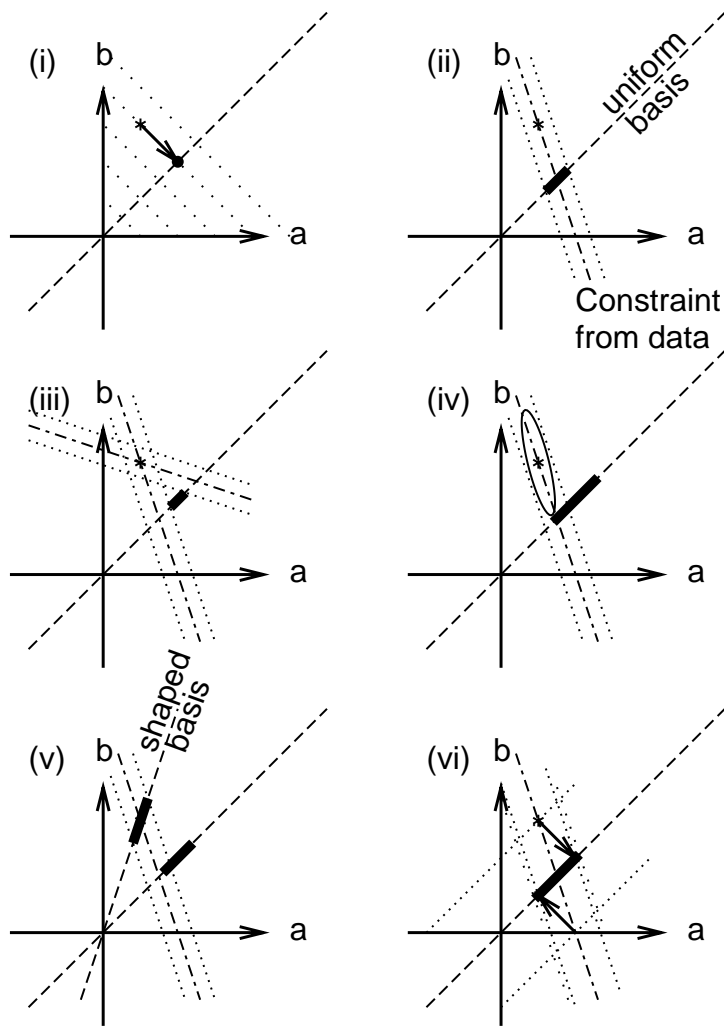 (i)
b
a
(ii)
b
uniform
basis
a
Constraint
from data
(iii)
b
a
(iv)
b
a
(v)
b
shaped
basis
a
(vi)
b
a